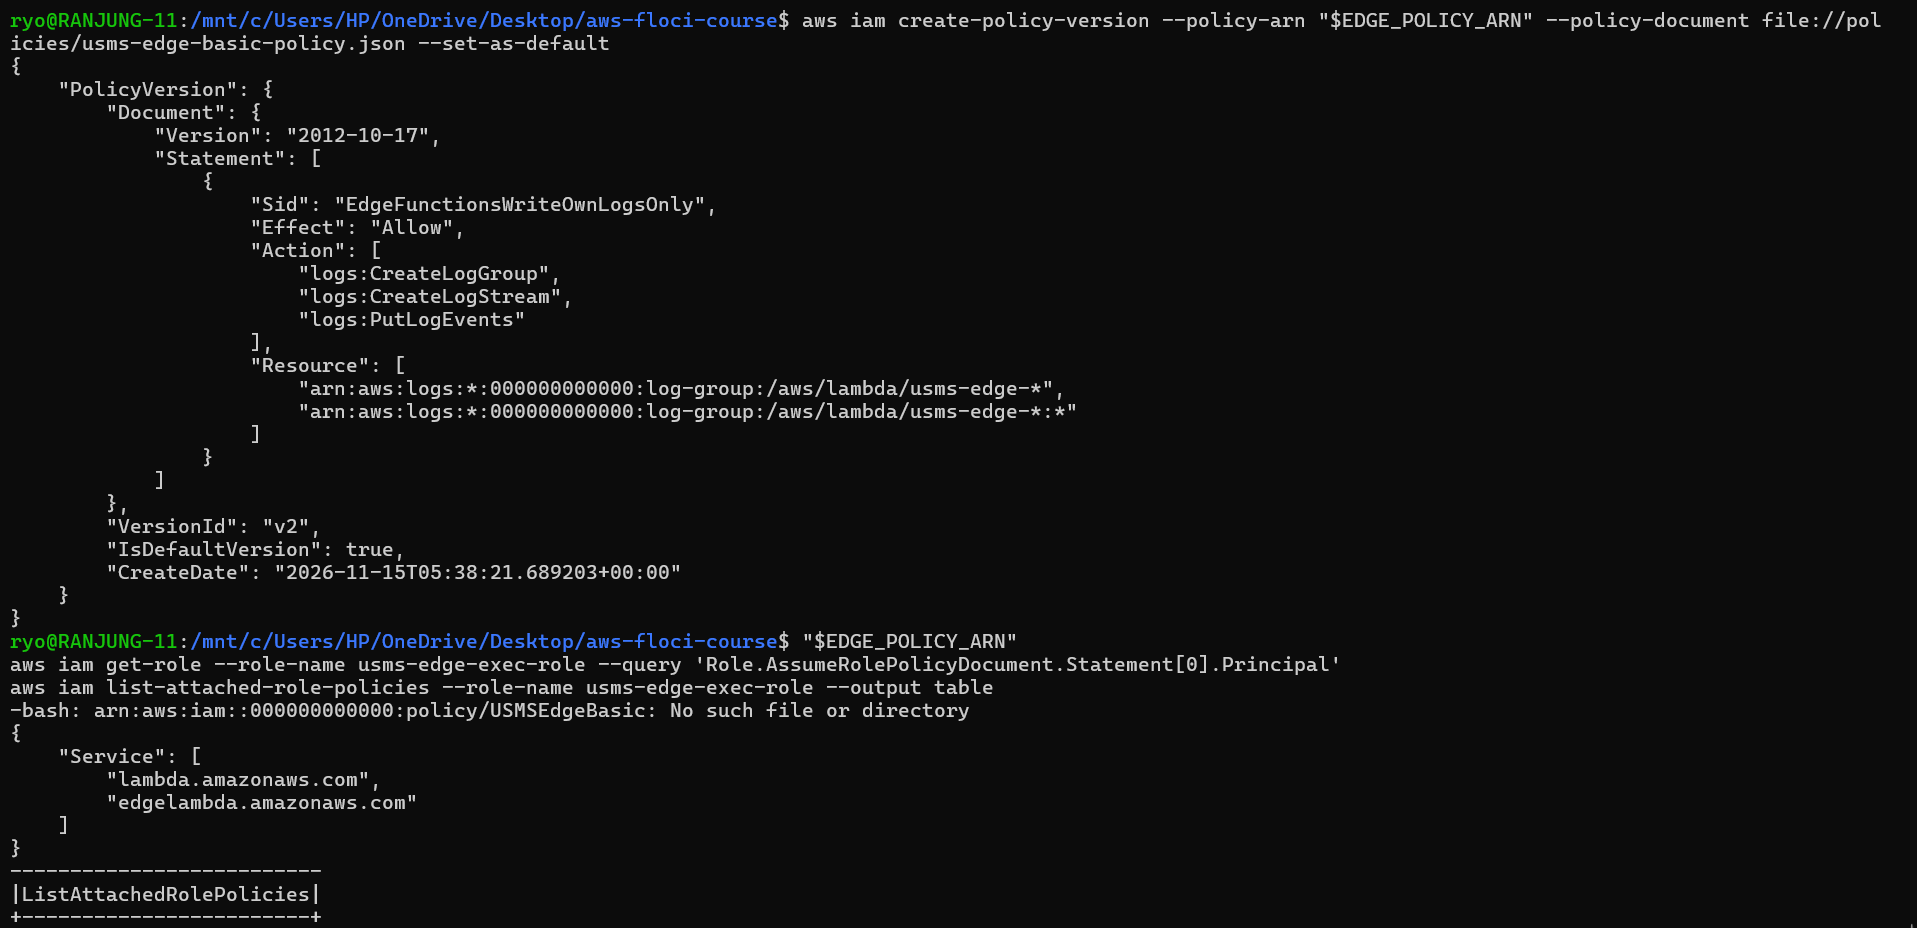 ryo@RANJUNG-11:/mnt/c/Users/HP/OneDrive/Desktop/aws-floci-course$ aws iam create-policy-version --policy-arn "$EDGE_POLICY_ARN" --policy-document file://pol
icies/usms-edge-basic-policy.json --set-as-default
{
    "PolicyVersion": {
        "Document": {
            "Version": "2012-10-17",
            "Statement": [
                {
                    "Sid": "EdgeFunctionsWriteOwnLogsOnly",
                    "Effect": "Allow",
                    "Action": [
                        "logs:CreateLogGroup",
                        "logs:CreateLogStream",
                        "logs:PutLogEvents"
                    ],
                    "Resource": [
                        "arn:aws:logs:*:000000000000:log-group:/aws/lambda/usms-edge-*",
                        "arn:aws:logs:*:000000000000:log-group:/aws/lambda/usms-edge-*:*"
                    ]
                }
            ]
        },
        "VersionId": "v2",
        "IsDefaultVersion": true,
        "CreateDate": "2026-11-15T05:38:21.689203+00:00"
    }
}
ryo@RANJUNG-11:/mnt/c/Users/HP/OneDrive/Desktop/aws-floci-course$ "$EDGE_POLICY_ARN"
aws iam get-role --role-name usms-edge-exec-role --query 'Role.AssumeRolePolicyDocument.Statement[0].Principal'
aws iam list-attached-role-policies --role-name usms-edge-exec-role --output table
-bash: arn:aws:iam::000000000000:policy/USMSEdgeBasic: No such file or directory
{
    "Service": [
        "lambda.amazonaws.com",
        "edgelambda.amazonaws.com"
    ]
}
--------------------------
|ListAttachedRolePolicies|
+------------------------+